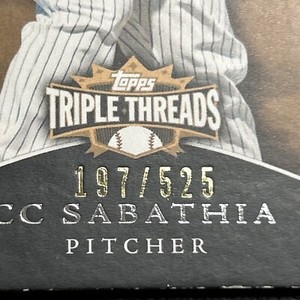 Topps
TRIPLE THREADS
197/525
CC SABATHIA
PITCHER